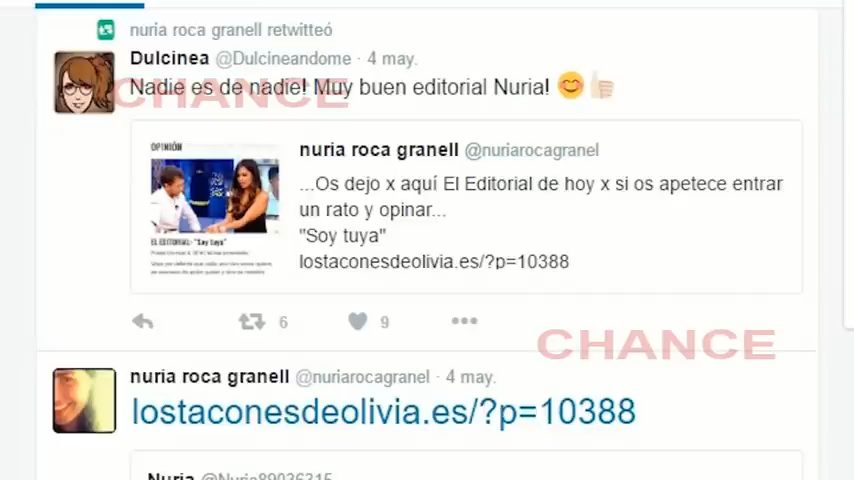 nuria roca granell retwitteó
Dulcinea @Dulcineandome · 4 may.
Nadie es de nadie! Muy buen editorial Nuria! 😊👍
CHANCE
nuria roca granell @nuriarocagranel
...Os dejo x aquí El Editorial de hoy x si os apetece entrar
un rato y opinar...
"Soy tuya"
lostaconesdeolivia.es/?p=10388
OPINIÓN
EL EDITORIAL: "Soy tuya"
6
9
CHANCE
nuria roca granell @nuriarocagranel · 4 may.
lostaconesdeolivia.es/?p=10388
Nuria @Nuria89036315